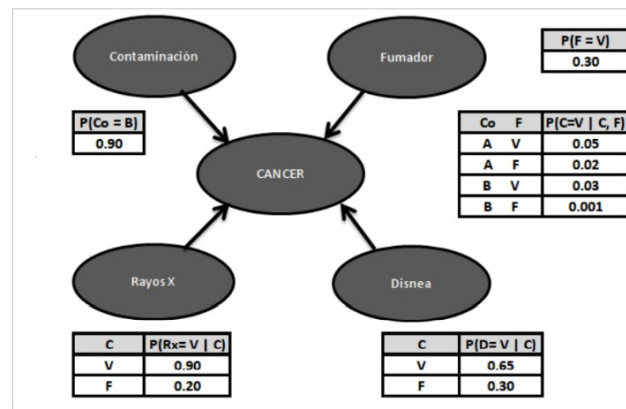 Contaminación
Fumador
P(F = V)
0.30
P(Co = B)
0.90
Co F P(C=V | C, F)
A V 0.05
A F 0.02
B V 0.03
B F 0.001
CANCER
Rayos X
Disnea
C P(Rx= V | C)
V 0.90
F 0.20
C P(D= V | C)
V 0.65
F 0.30